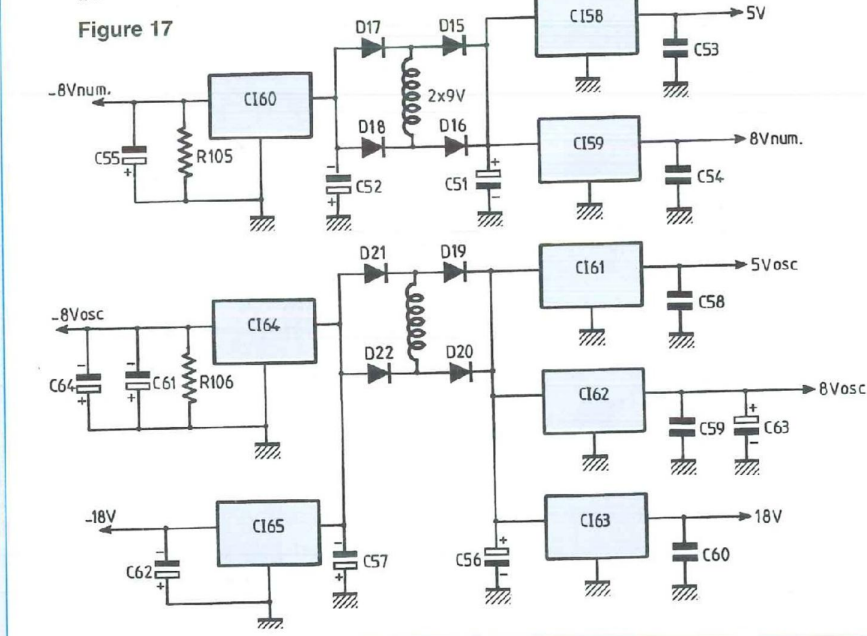 Figure 17
D17
D15
CI58
5V
C53
-8Vnum.
CI60
2x9V
C55
+
R105
D18
D16
CI59
8Vnum.
-
C52
+
+
C51
-
C54
D21
D19
CI61
5Vosc
C58
-8Vosc
CI64
-
C64
+
-
C61
+
R106
D22
D20
CI62
8Vosc
C59
+
C63
-
-18V
CI65
-
C62
+
-
C57
+
+
C56
-
CI63
18V
C60